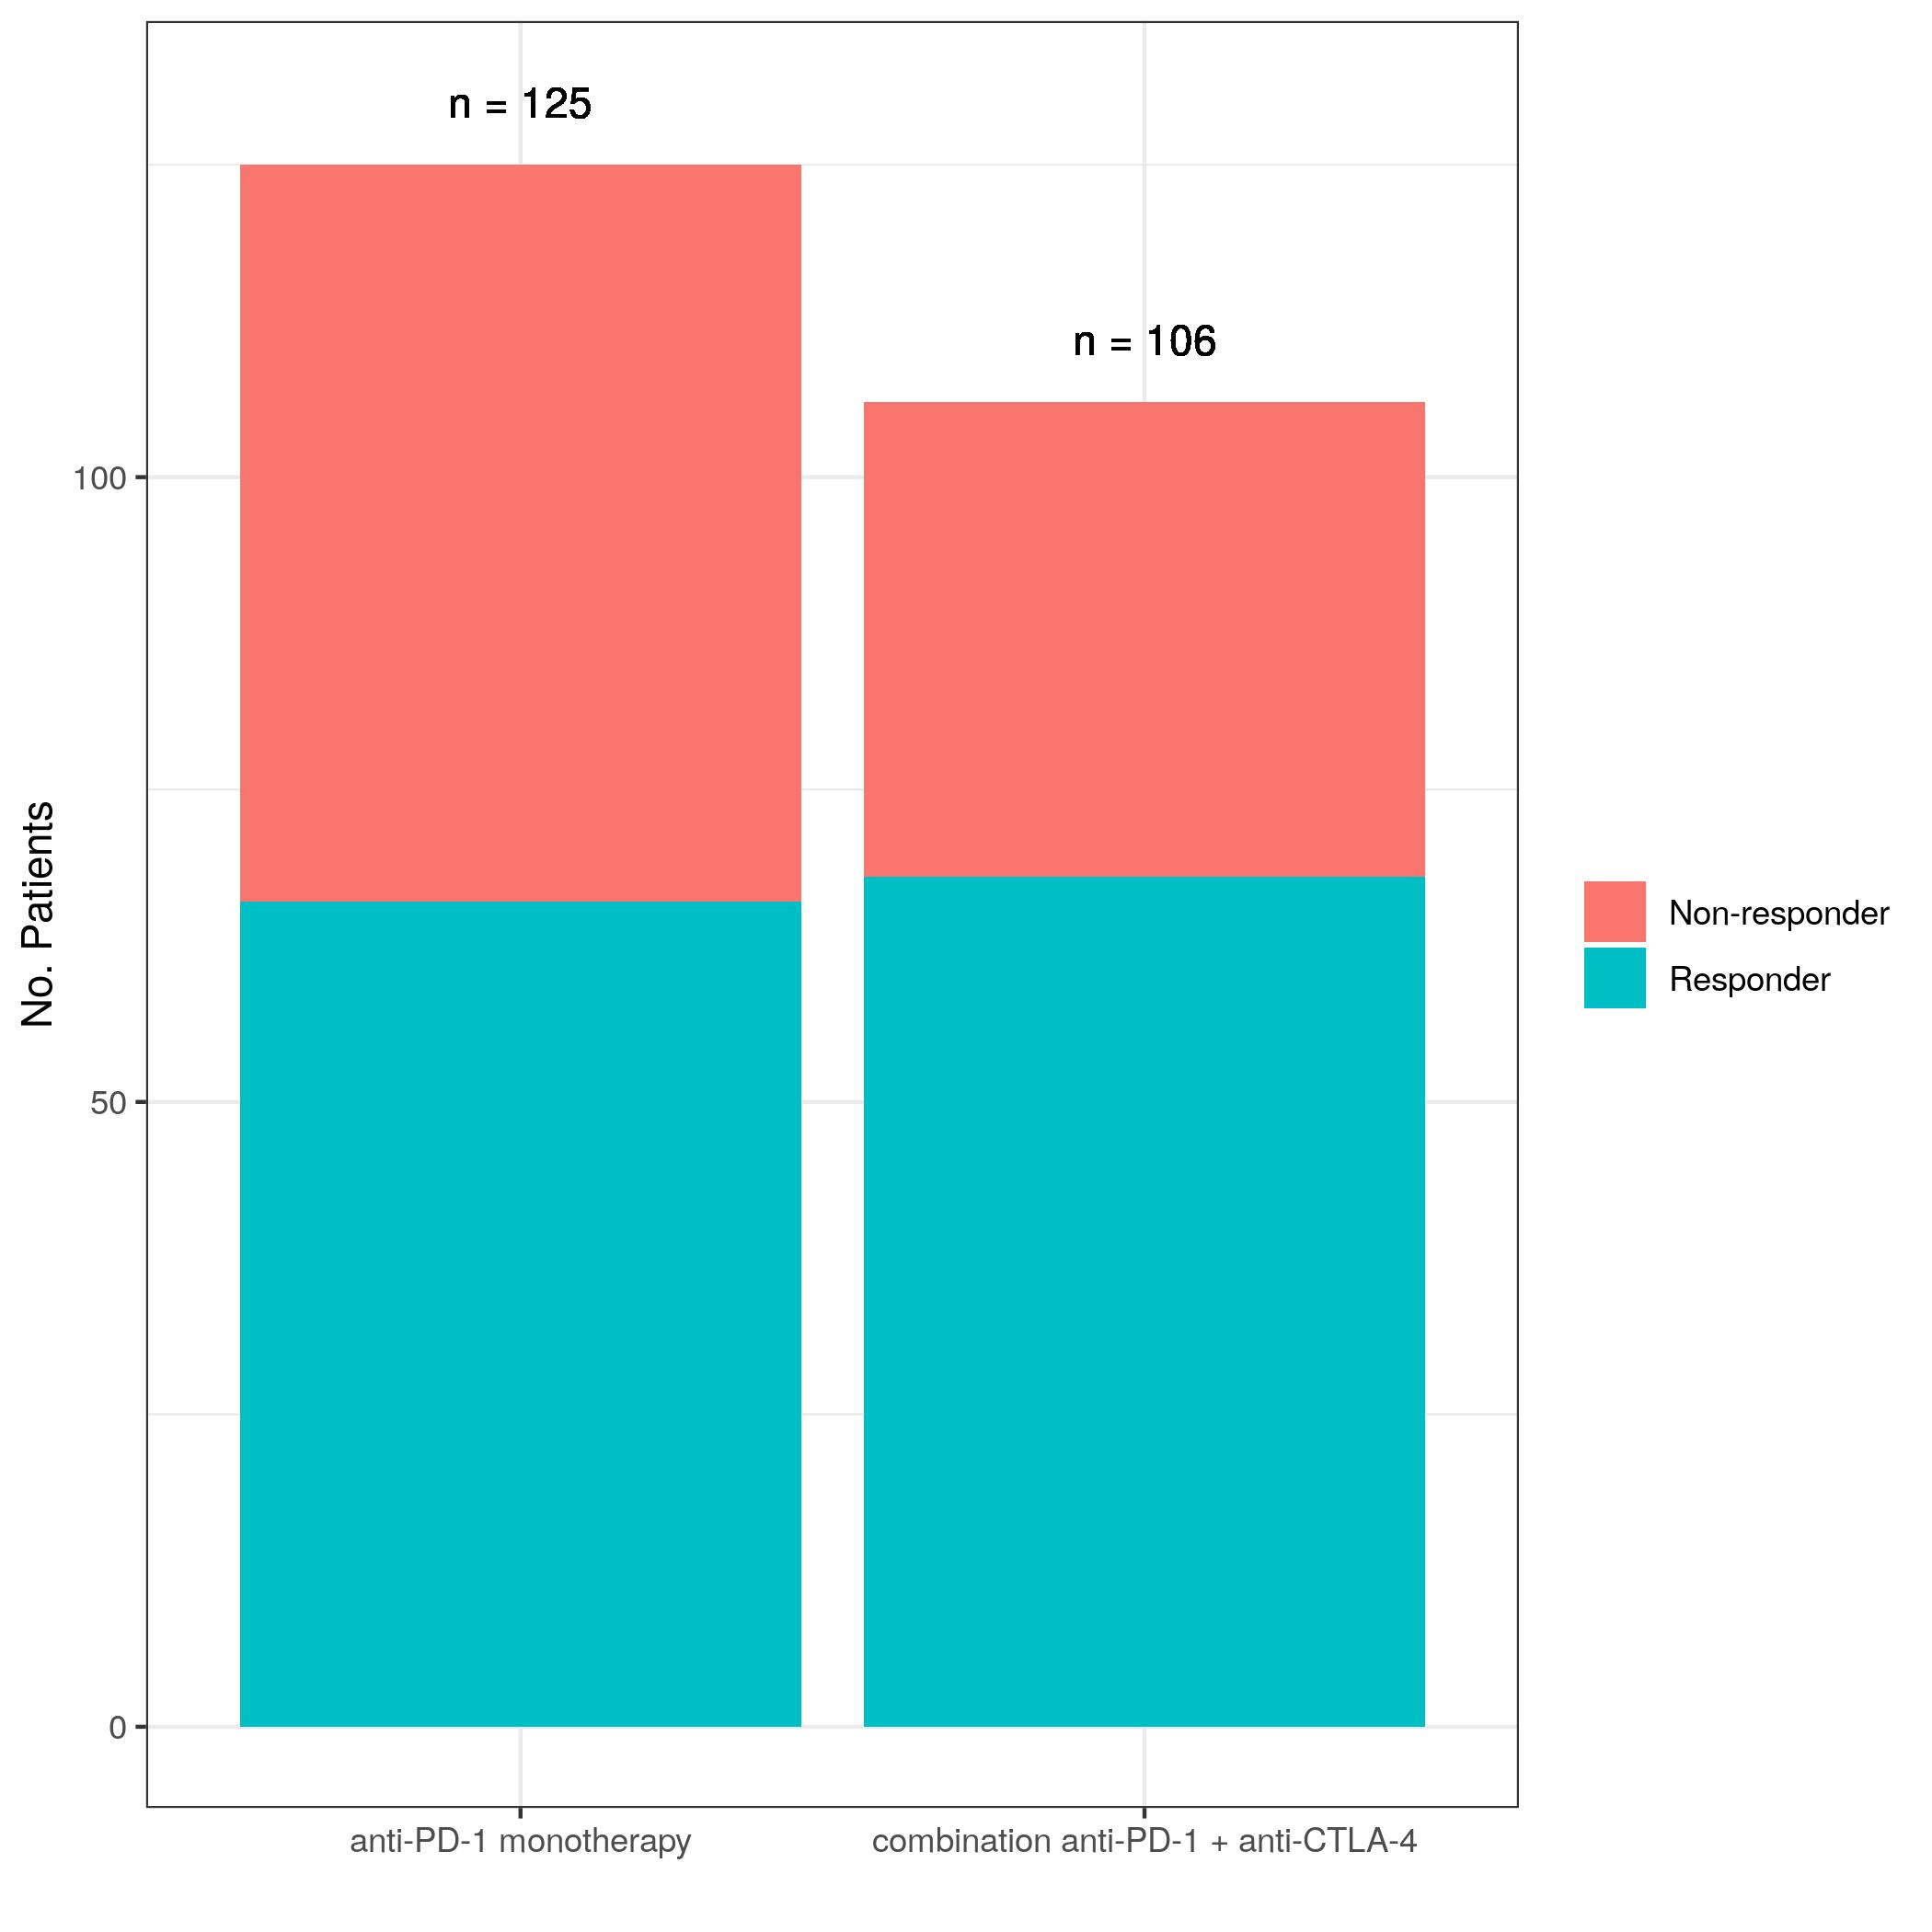 n = 125
n = 106
100
50
0
No. Patients
Non-responder
Responder
anti-PD-1 monotherapy
combination anti-PD-1 + anti-CTLA-4